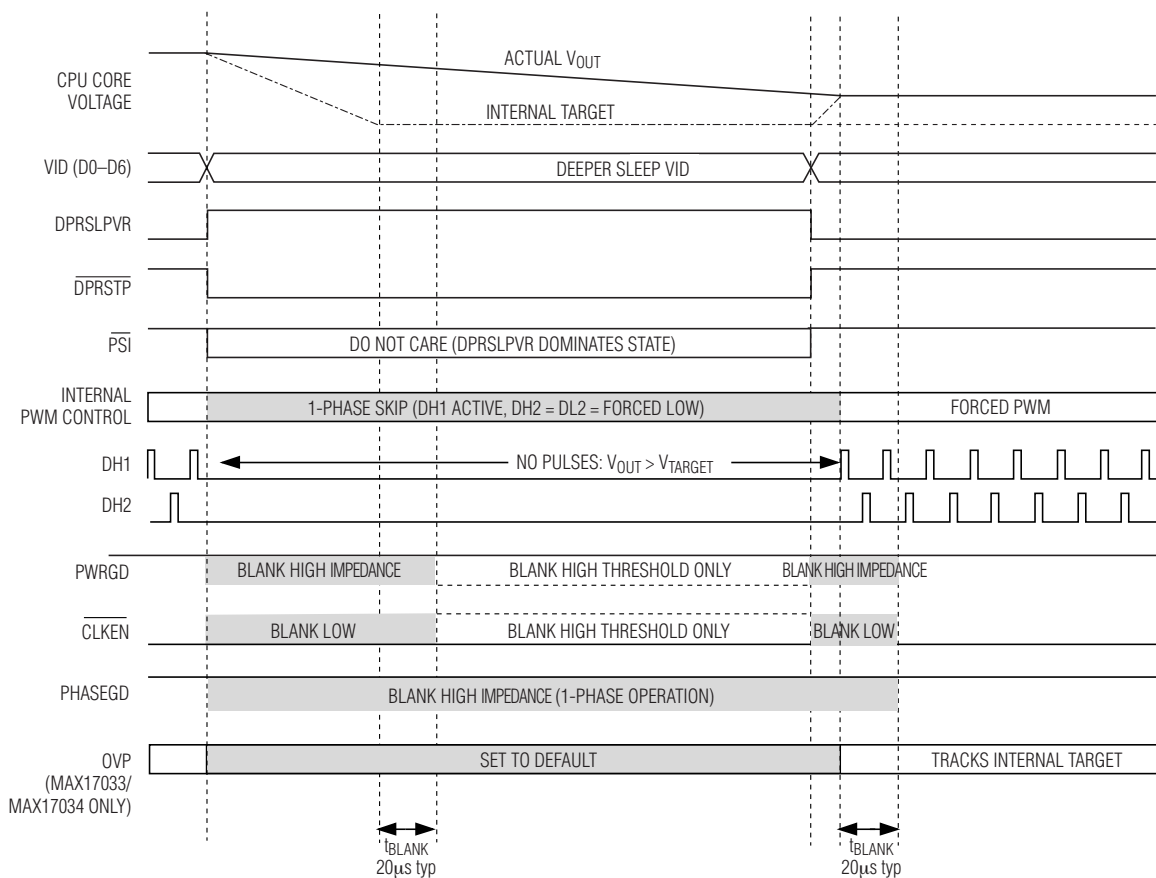 CPU CORE
VOLTAGE
ACTUAL VOUT
INTERNAL TARGET
VID (D0–D6)
DEEPER SLEEP VID
DPRSLPVR
DPRSTP
PSI
DO NOT CARE (DPRSLPVR DOMINATES STATE)
INTERNAL
PWM CONTROL
1-PHASE SKIP (DH1 ACTIVE, DH2 = DL2 = FORCED LOW)
FORCED PWM
DH1
NO PULSES: VOUT > VTARGET
DH2
PWRGD
BLANK HIGH IMPEDANCE
BLANK HIGH THRESHOLD ONLY
BLANK HIGH IMPEDANCE
CLKEN
BLANK LOW
BLANK HIGH THRESHOLD ONLY
BLANK LOW
PHASEGD
BLANK HIGH IMPEDANCE (1-PHASE OPERATION)
OVP
(MAX17033/
MAX17034 ONLY)
SET TO DEFAULT
TRACKS INTERNAL TARGET
tBLANK
20µs typ
tBLANK
20µs typ